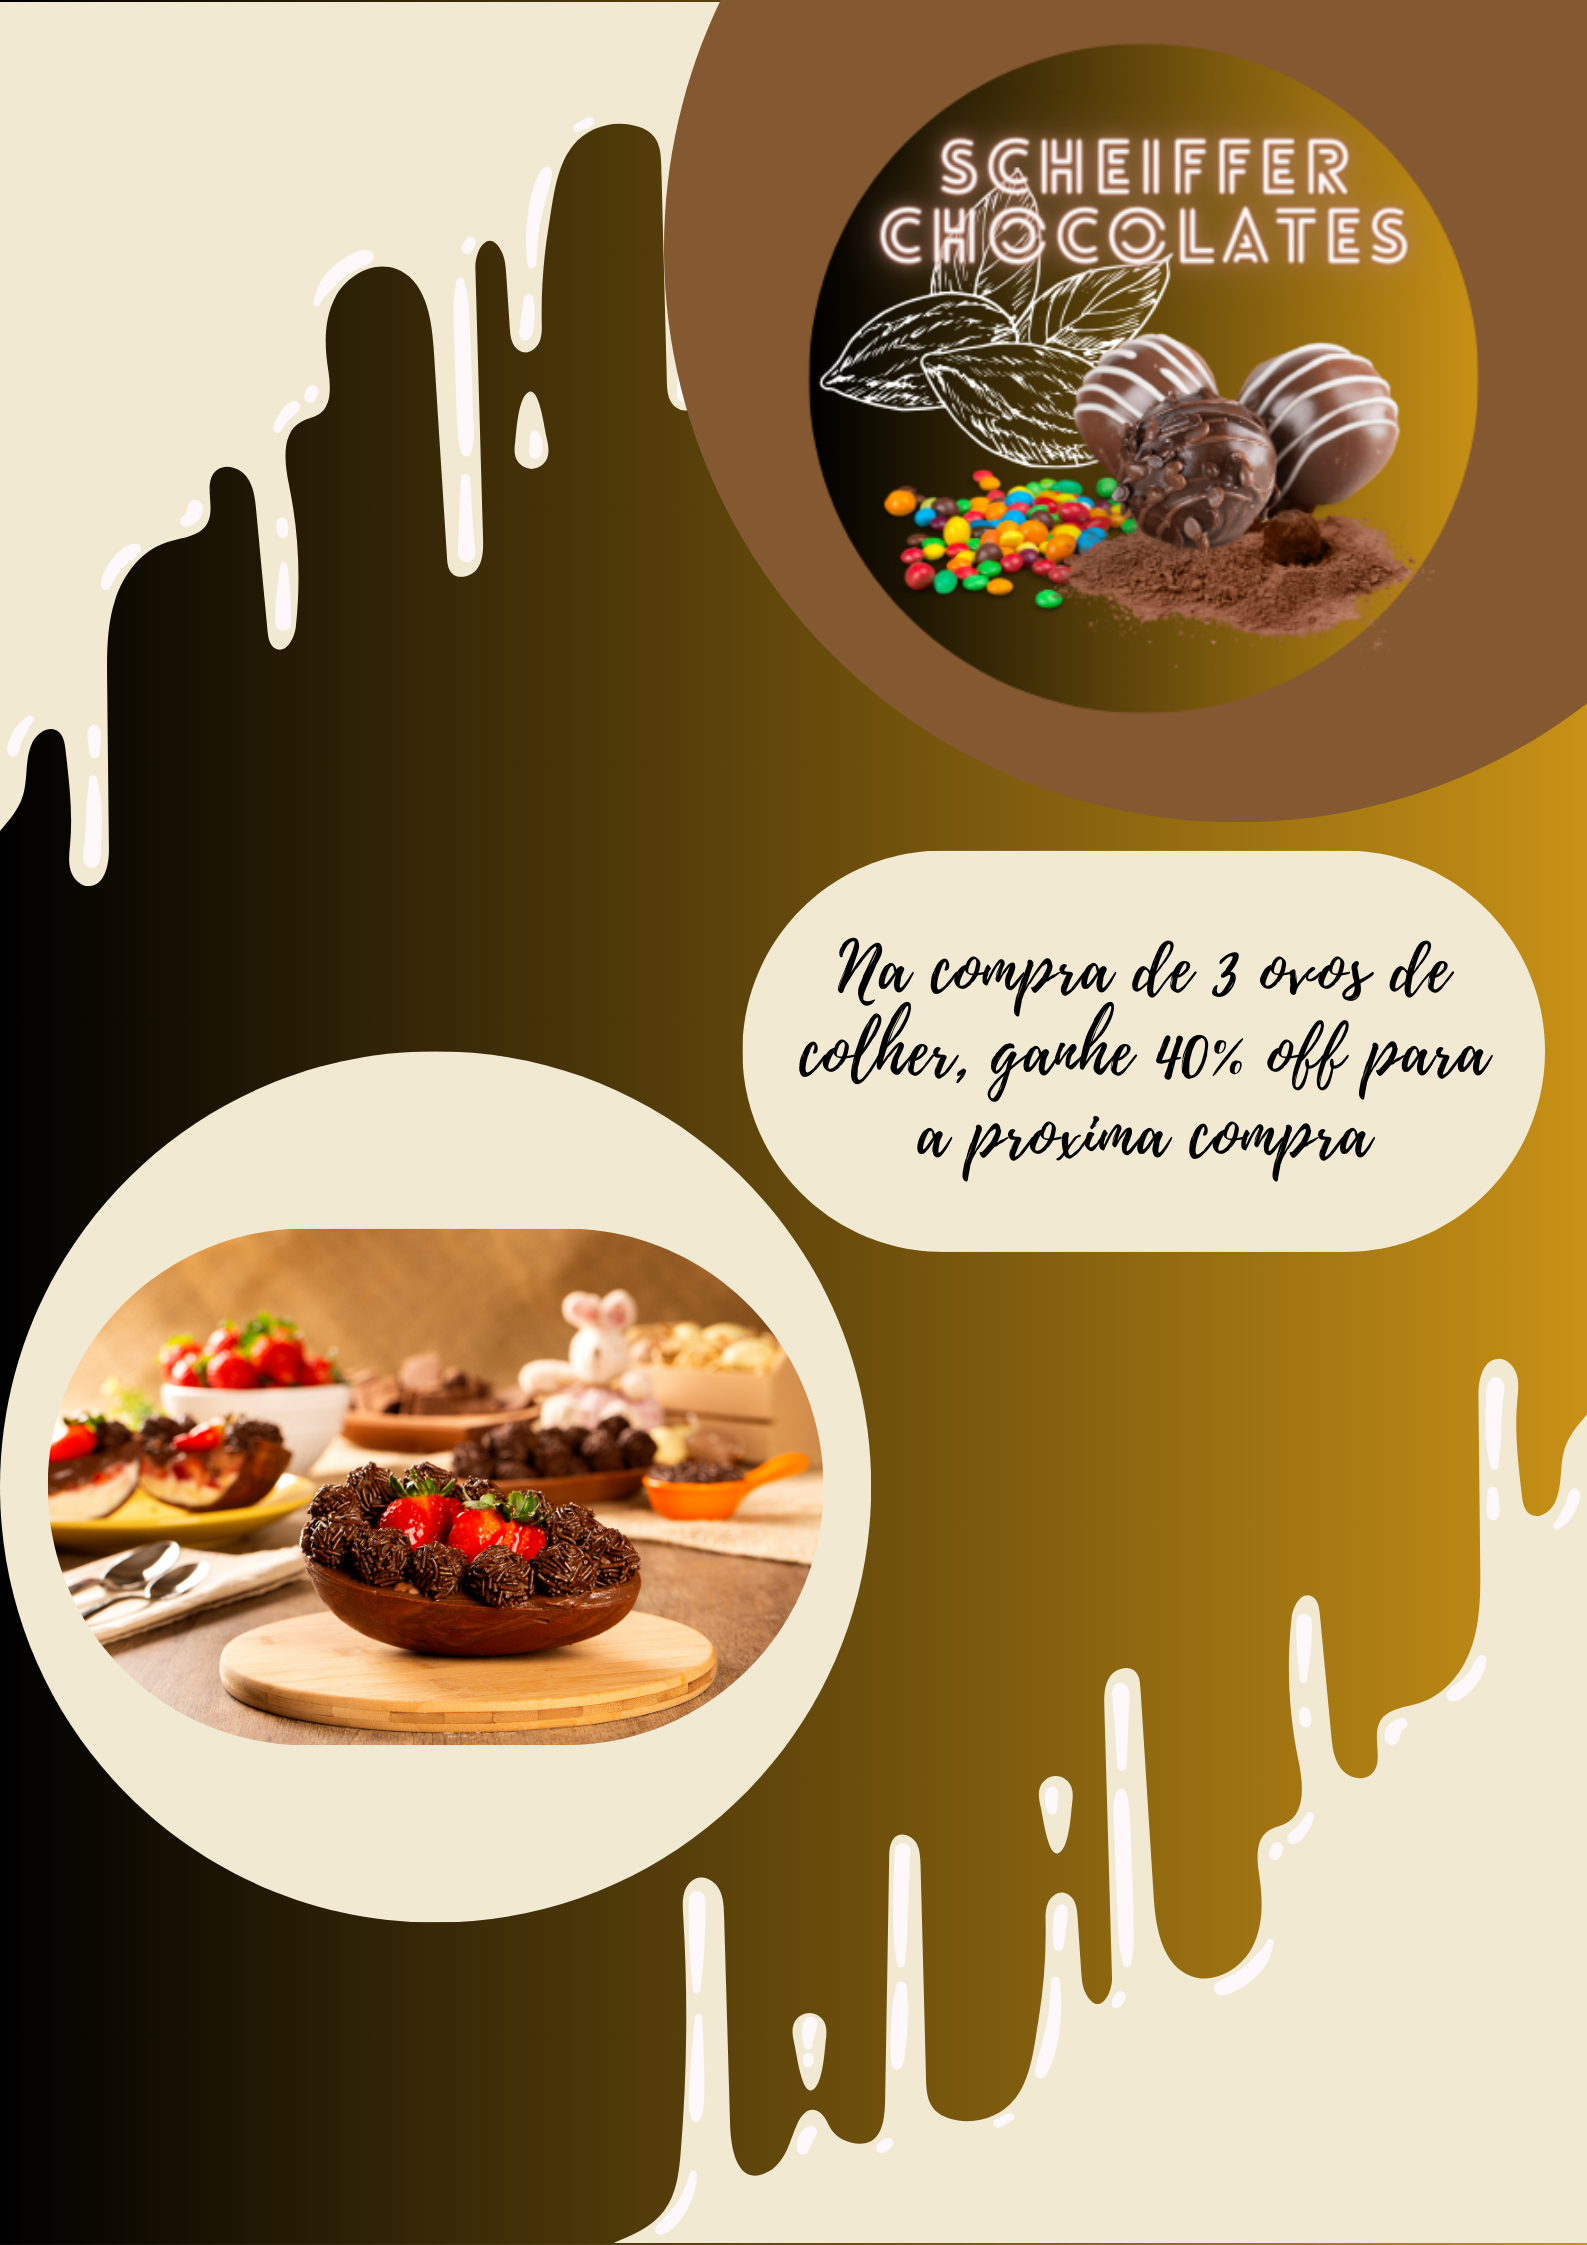 SCHEIFFER
CHOCOLATES
Na compra de 3 ovos de
colher, ganhe 40% off para
a proxima compra